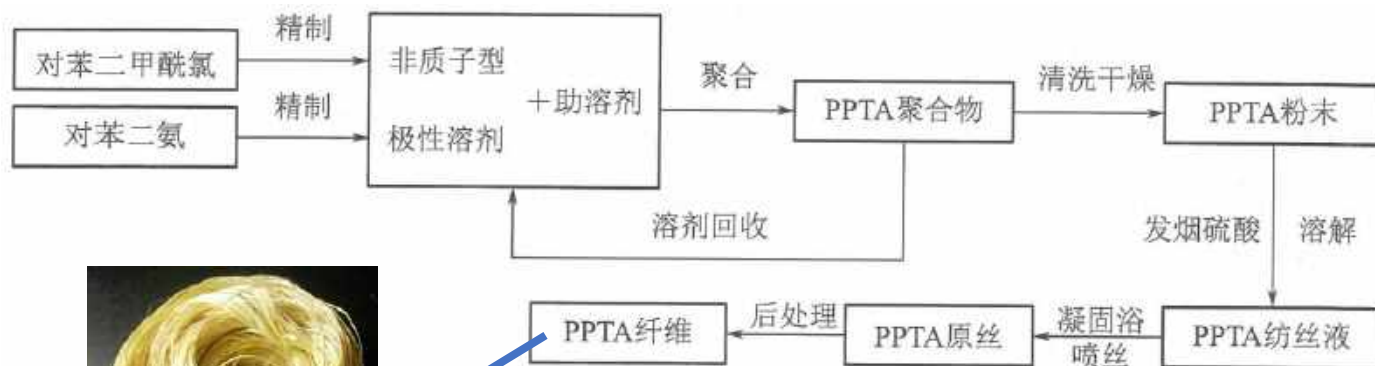 精制
对苯二甲酰氯
精制
对苯二氨
非质子型
+助溶剂
极性溶剂
聚合
PPTA聚合物
清洗干燥
PPTA粉末
溶剂回收
发烟硫酸 溶解
PPTA纤维
后处理
PPTA原丝
凝固浴
喷丝
PPTA纺丝液